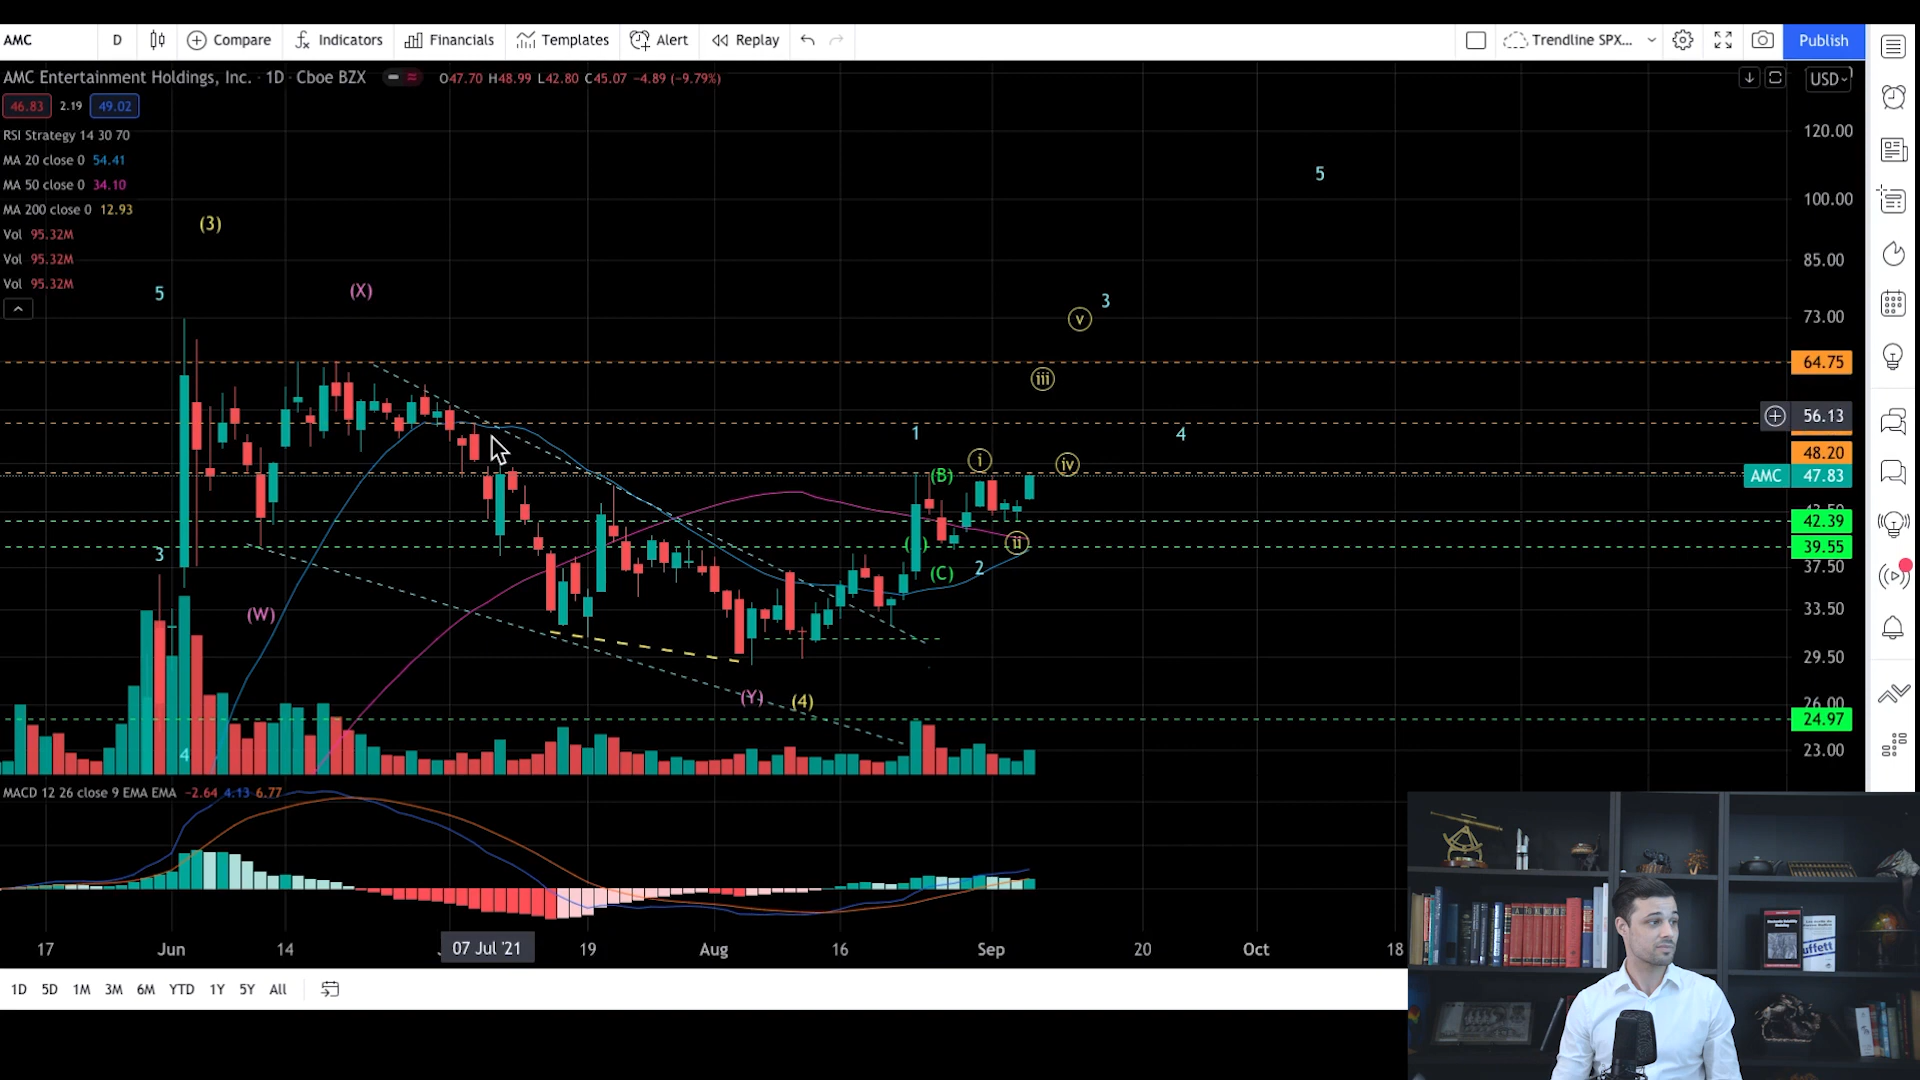 AMC D Compare Indicators Financials Templates Alert Replay Trendline SPX... Publish
AMC Entertainment Holdings, Inc. · 1D · Cboe BZX O47.70 H48.99 L42.80 C45.07 −4.89 (−9.79%) USD
46.83 2.19 49.02
RSI Strategy 14 30 70
MA 20 close 0 54.41
MA 50 close 0 34.10
MA 200 close 0 12.93
Vol 95.32M
Vol 95.32M
Vol 95.32M
120.00
100.00
85.00
73.00
64.75
56.13
48.20
AMC 47.83
42.39
39.55
37.50
33.50
29.50
26.00
24.97
23.00
5
(3)
5
(X)
3
v
iii
1
4
i
iv
(B)
3
ii
2
(C)
(W)
(Y)
(4)
4
MACD 12 26 close 9 EMA EMA −2.64 4.13 6.77
17 Jun 14 07 Jul '21 19 Aug 16 Sep 20 Oct 18
1D 5D 1M 3M 6M YTD 1Y 5Y All
uffett